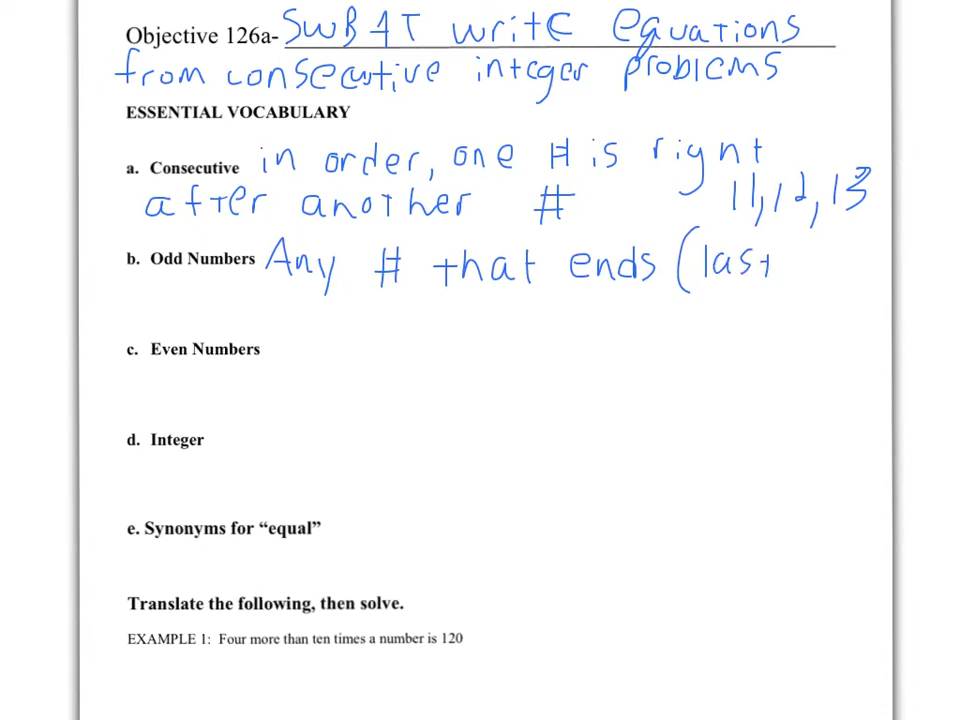 Objective 126a- SWBAT write equations
from consecutive integer problems
ESSENTIAL VOCABULARY
a. Consecutive in order, one # is right
after another # 11, 12, 13
b. Odd Numbers Any # that ends (last
c. Even Numbers
d. Integer
e. Synonyms for “equal”
Translate the following, then solve.
EXAMPLE 1: Four more than ten times a number is 120